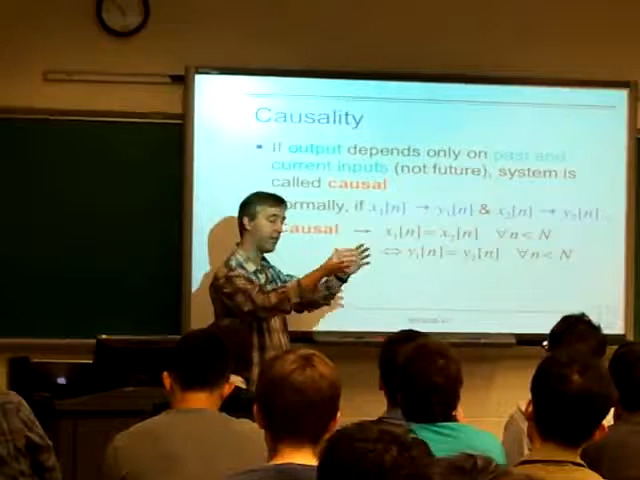 Causality
▪ If output depends only on past and
current inputs (not future), system is
called causal
ormally, if x₁[n] → y₁[n] & x₂[n] → y₂[n]
causal → x₁[n] = x₂[n] ∀n < N
⇔ y₁[n] = y₂[n] ∀n < N